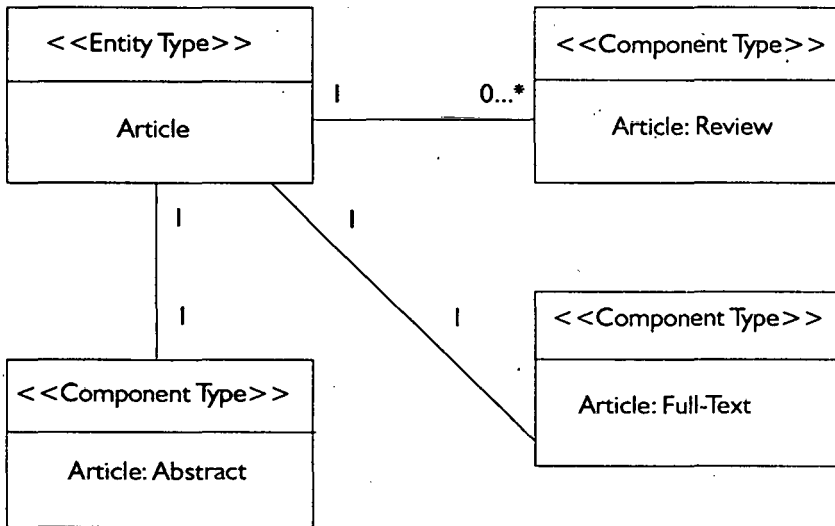 <<Entity Type>>
Article
1
0...*
<<Component Type>>
Article: Review
1
1
1
1
<<Component Type>>
Article: Full-Text
<<Component Type>>
Article: Abstract